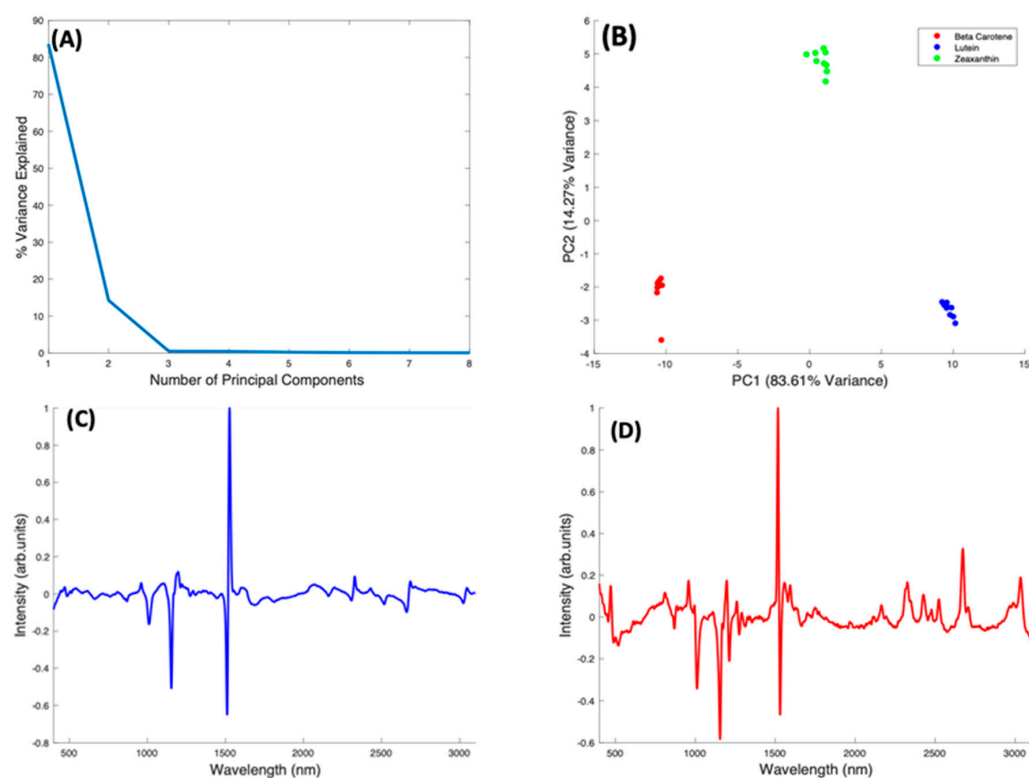 (A)
90
80
70
60
50
40
30
20
10
0
% Variance Explained
1 2 3 4 5 6 7 8
Number of Principal Components
(B)
Beta Carotene
Lutein
Zeaxanthin
6
5
4
3
2
1
0
-1
-2
-3
-4
PC2 (14.27% Variance)
-15 -10 -5 0 5 10 15
PC1 (83.61% Variance)
(C)
1
0.8
0.6
0.4
0.2
0
-0.2
-0.4
-0.6
-0.8
Intensity (arb.units)
500 1000 1500 2000 2500 3000
Wavelength (nm)
(D)
1
0.8
0.6
0.4
0.2
0
-0.2
-0.4
-0.6
Intensity (arb.units)
500 1000 1500 2000 2500 3000
Wavelength (nm)